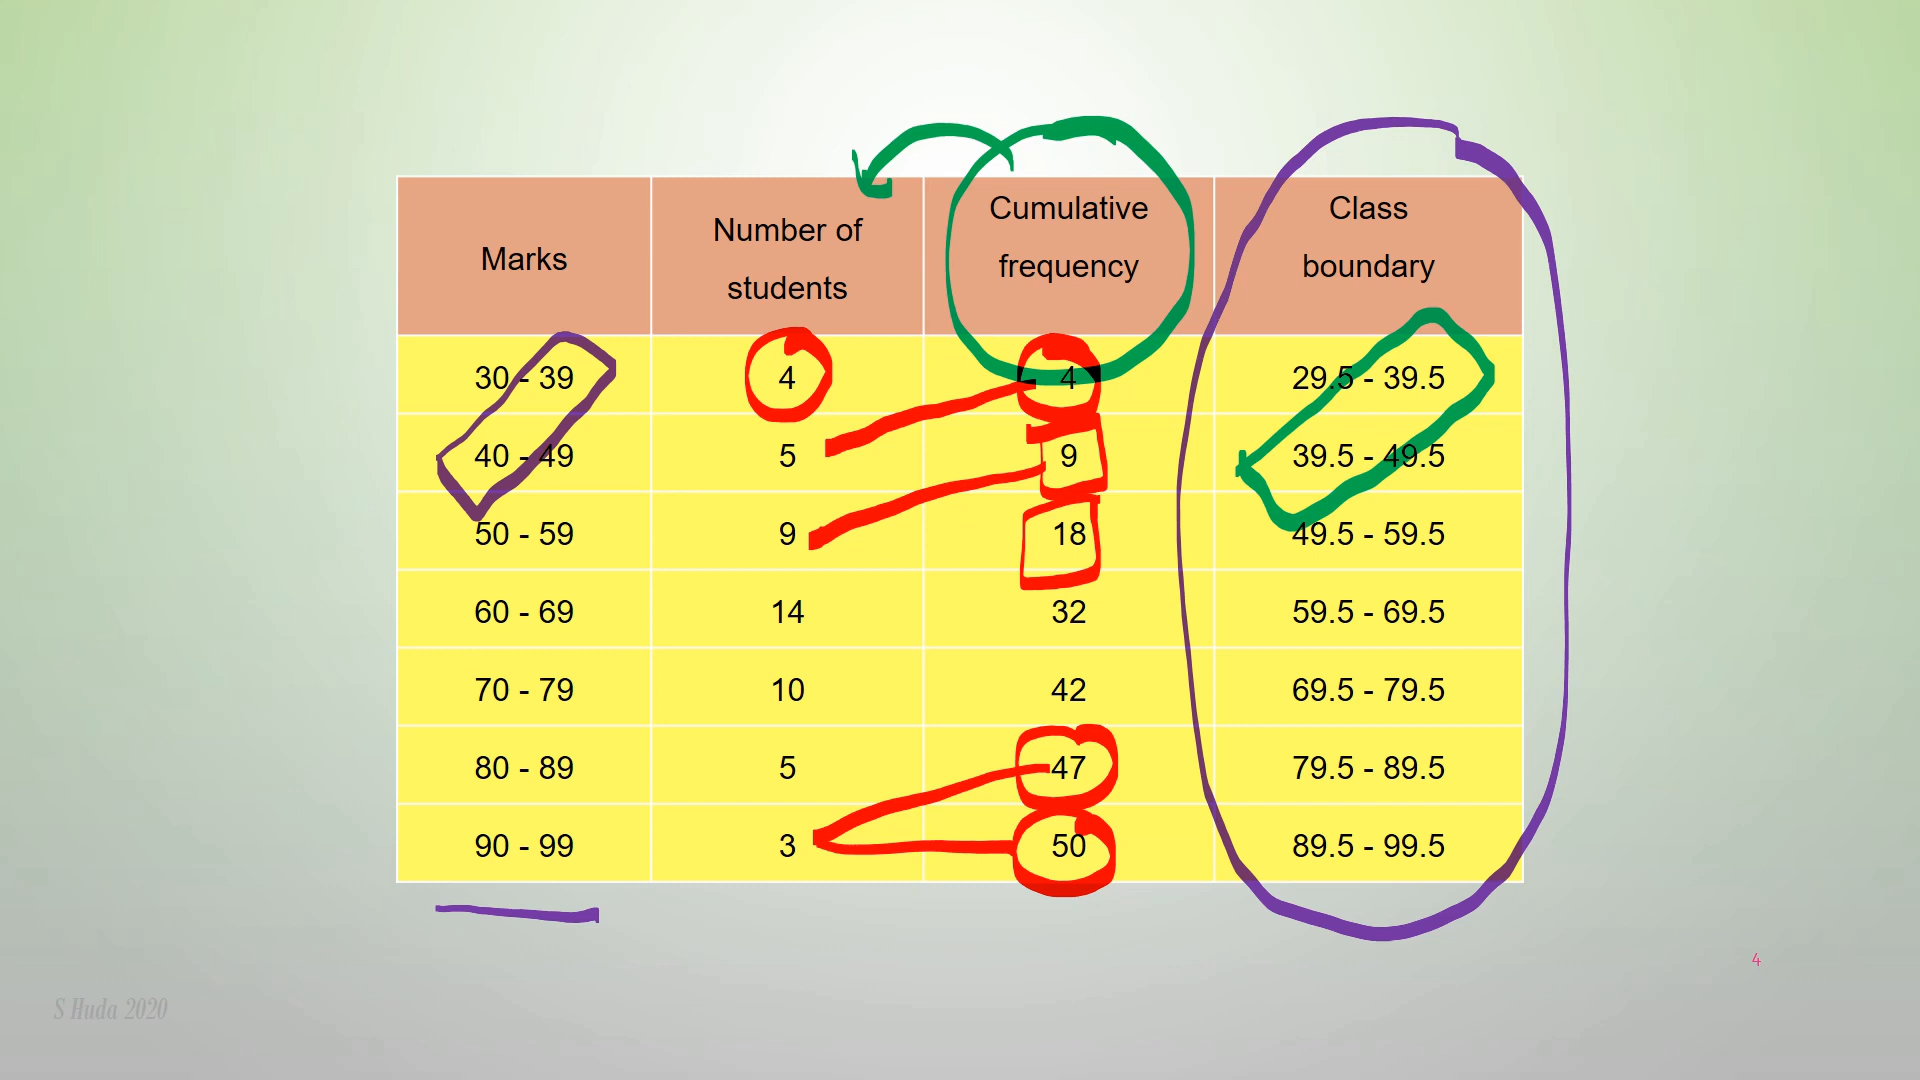 Marks
Number of
students
Cumulative
frequency
Class
boundary
30 - 39 4 4 29.5 - 39.5
40 - 49 5 9 39.5 - 49.5
50 - 59 9 18 49.5 - 59.5
60 - 69 14 32 59.5 - 69.5
70 - 79 10 42 69.5 - 79.5
80 - 89 5 47 79.5 - 89.5
90 - 99 3 50 89.5 - 99.5
4
S Huda 2020